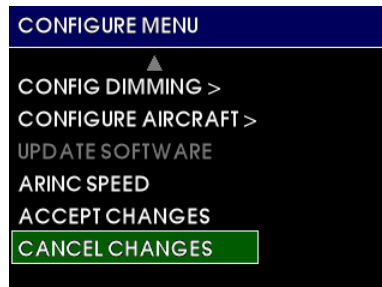 CONFIGURE MENU
CONFIG DIMMING >
CONFIGURE AIRCRAFT >
UPDATE SOFTWARE
ARINC SPEED
ACCEPT CHANGES
CANCEL CHANGES